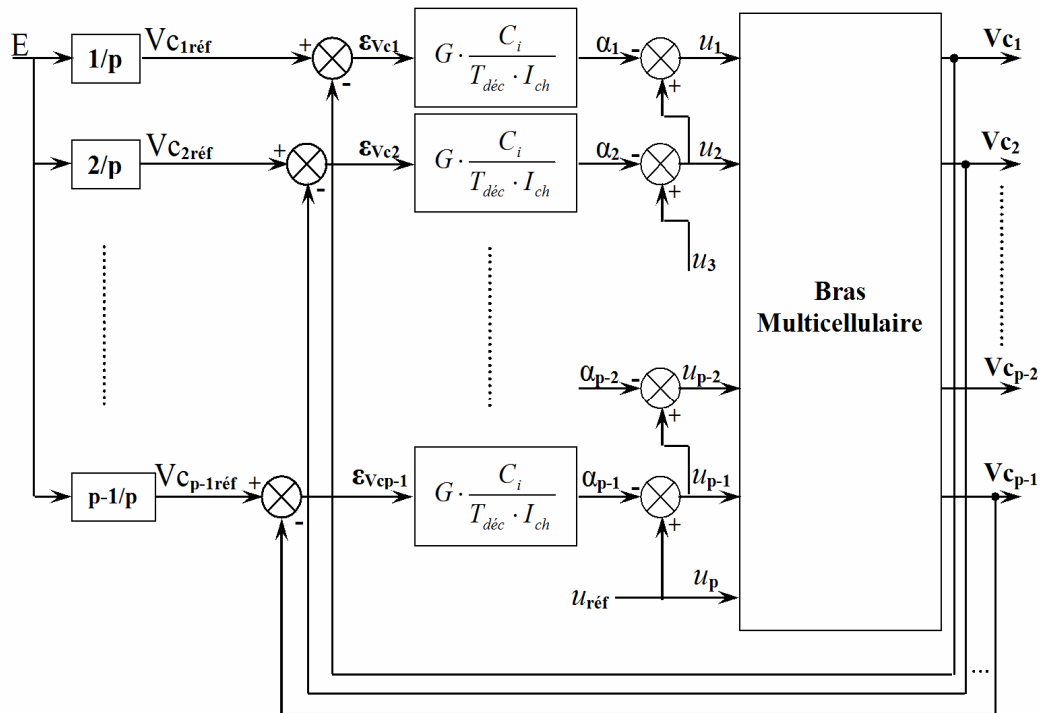 E
1/p
Vc1réf
+
-
εVc1
G · Ci / Tdéc · Ich
α1
-
+
u1
Vc1
2/p
Vc2réf
+
-
εVc2
G · Ci / Tdéc · Ich
α2
-
+
u2
Vc2
u3
Bras
Multicellulaire
αp-2
-
+
up-2
Vcp-2
p-1/p
Vcp-1réf
+
-
εVcp-1
G · Ci / Tdéc · Ich
αp-1
-
+
up-1
Vcp-1
uréf
up
...